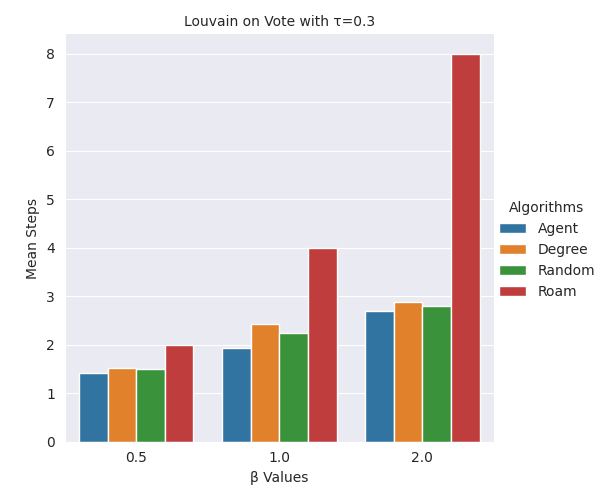 Louvain on Vote with τ=0.3
Mean Steps
8
7
6
5
4
3
2
1
0
0.5 1.0 2.0
β Values
Algorithms
Agent
Degree
Random
Roam